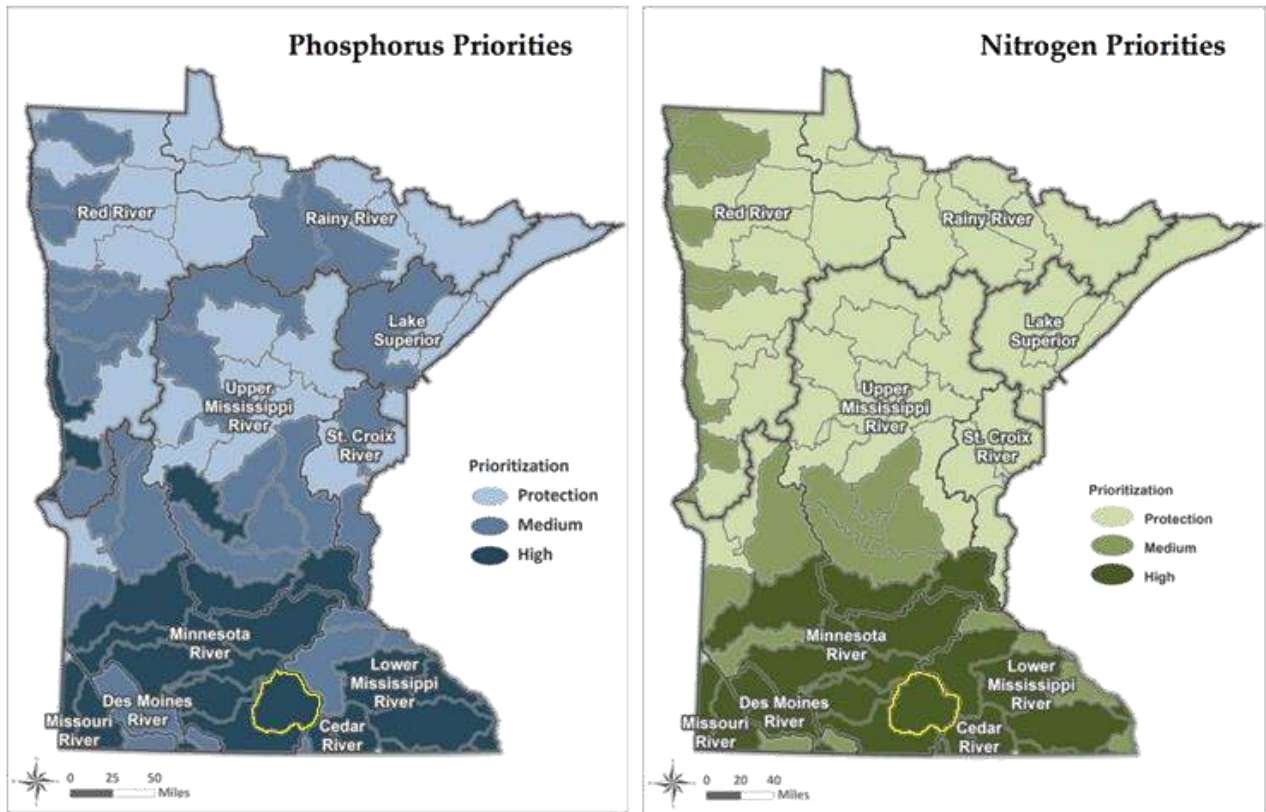 Phosphorus Priorities
Red River
Rainy River
Lake
Superior
Upper
Mississippi
River
St. Croix
River
Prioritization
Protection
Medium
High
Minnesota
River
Lower
Mississippi
River
Des Moines
River
Missouri
River
Cedar
River
0 25 50
Miles
Nitrogen Priorities
Red River
Rainy River
Lake
Superior
Upper
Mississippi
River
St. Croix
River
Prioritization
Protection
Medium
High
Minnesota
River
Lower
Mississippi
River
Des Moines
River
Missouri
River
Cedar
River
0 20 40
Miles